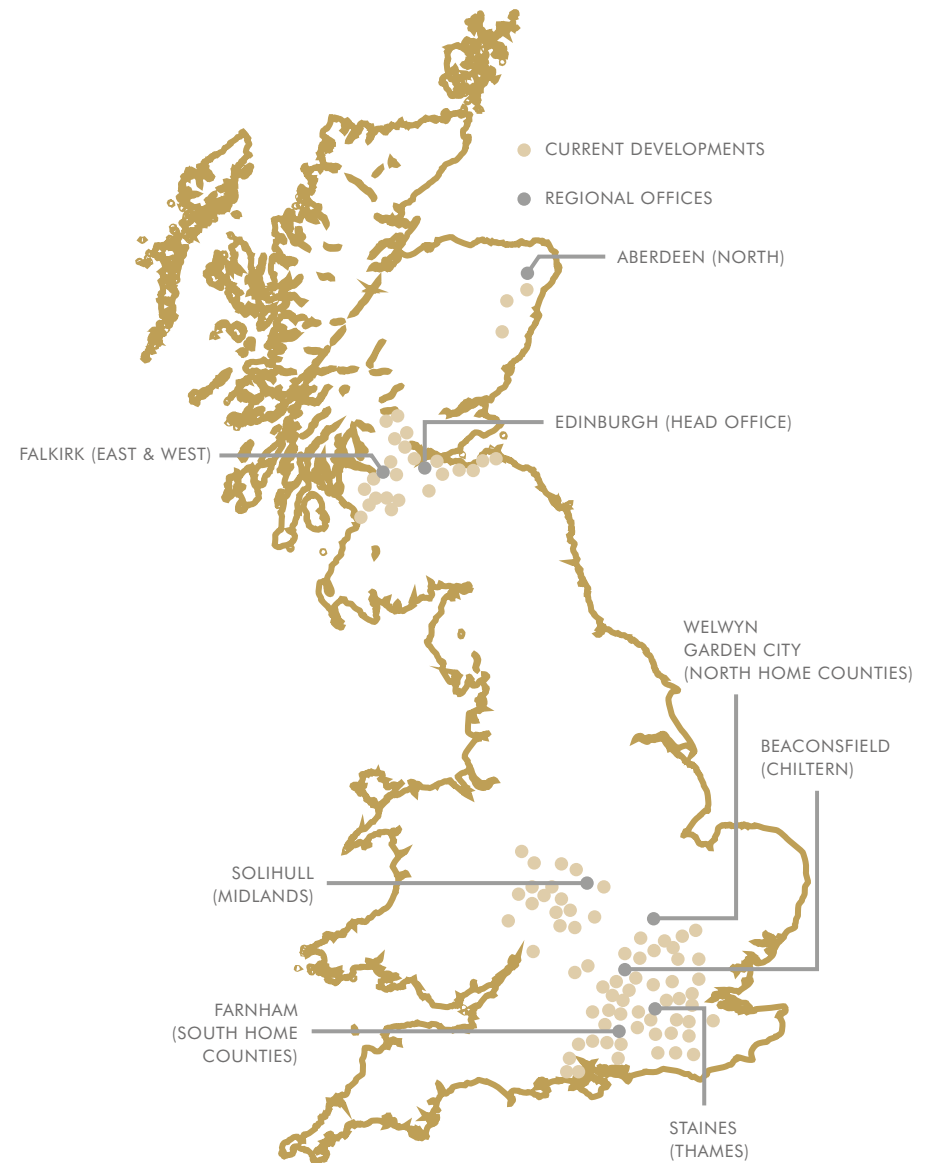 CURRENT DEVELOPMENTS
REGIONAL OFFICES
ABERDEEN (NORTH)
EDINBURGH (HEAD OFFICE)
FALKIRK (EAST & WEST)
WELWYN
GARDEN CITY
(NORTH HOME COUNTIES)
BEACONSFIELD
(CHILTERN)
SOLIHULL
(MIDLANDS)
FARNHAM
(SOUTH HOME
COUNTIES)
STAINES
(THAMES)